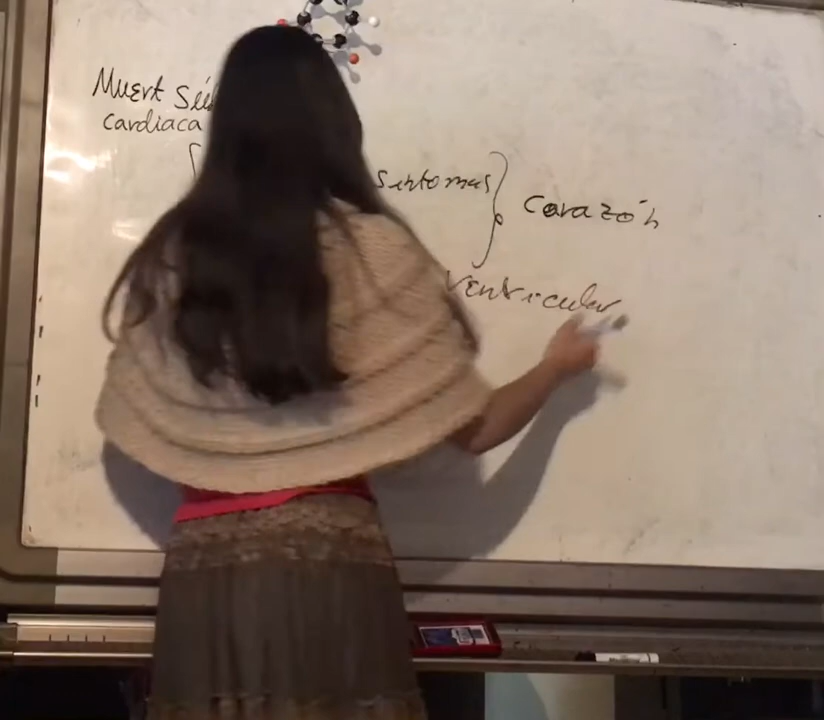 Muert Sú
cardiaca
sintomas
corazón
ventricular